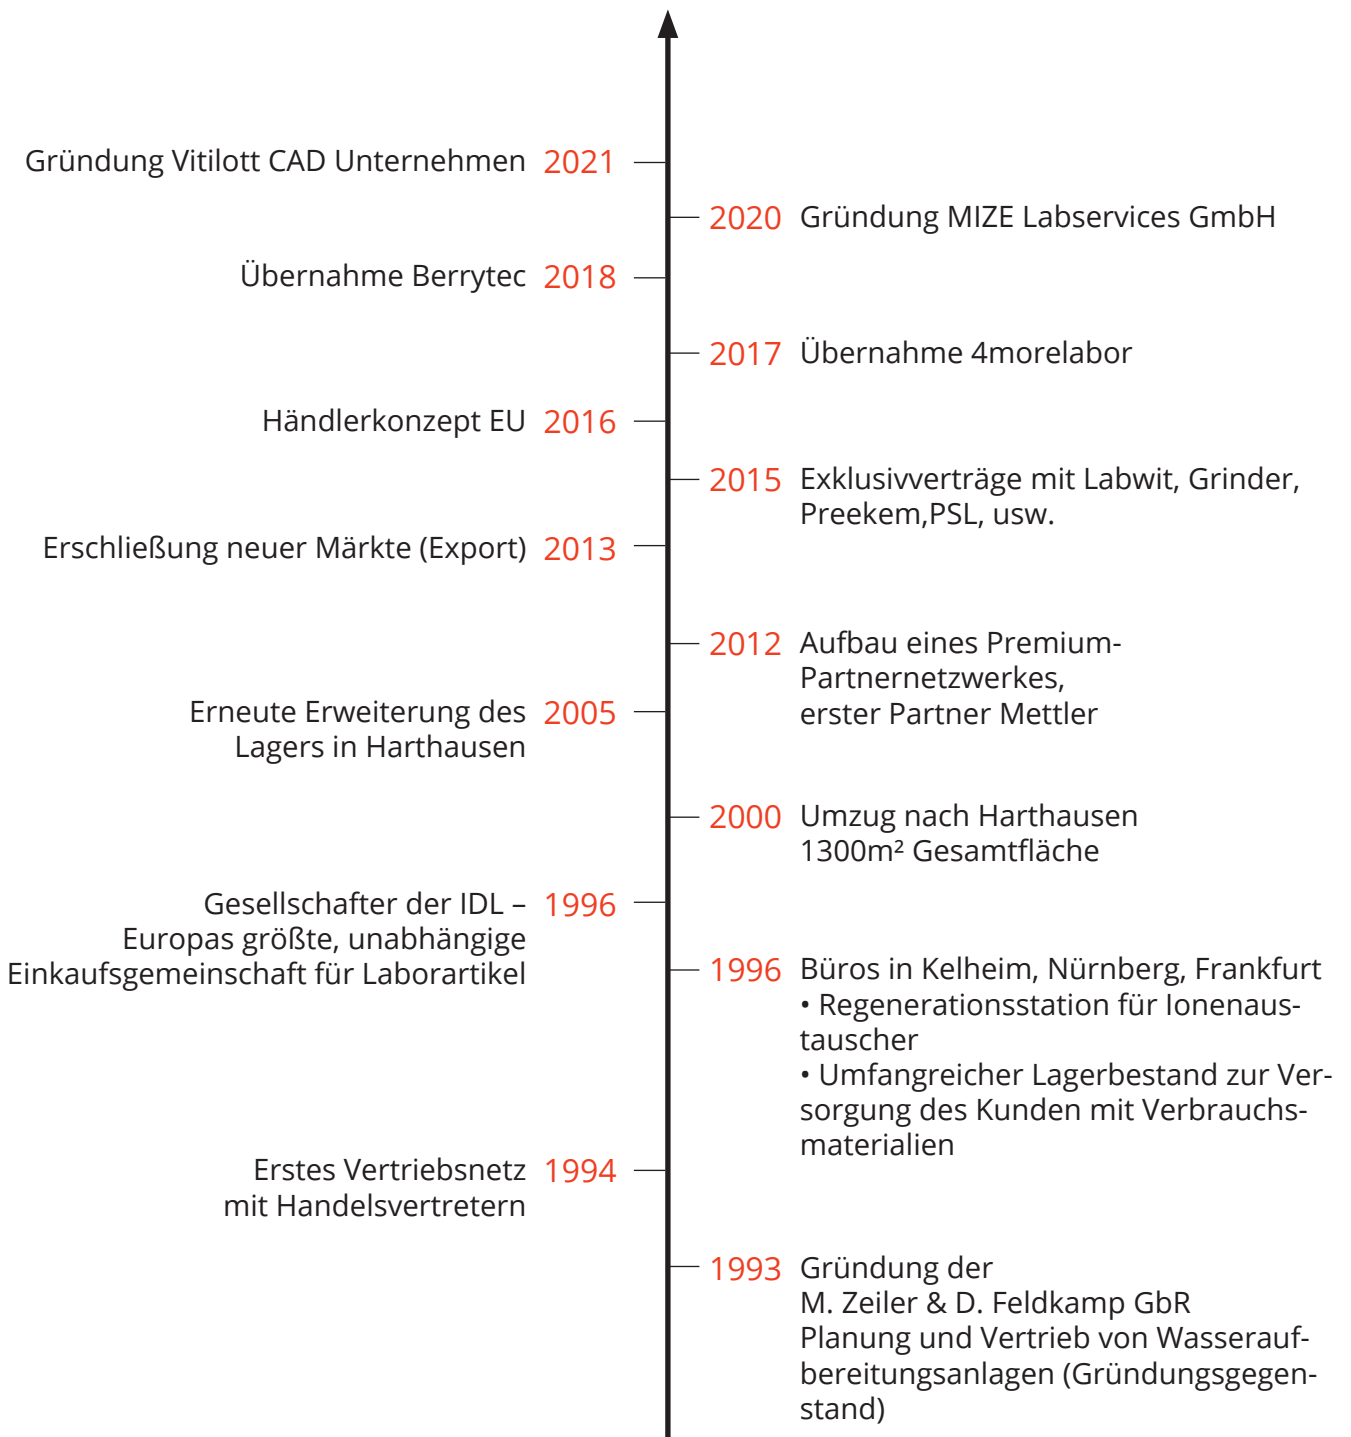 Gründung Vitilott CAD Unternehmen 2021
2020 Gründung MIZE Labservices GmbH
Übernahme Berrytec 2018
2017 Übernahme 4morelabor
Händlerkonzept EU 2016
2015 Exklusivverträge mit Labwit, Grinder,
Preekem,PSL, usw.
Erschließung neuer Märkte (Export) 2013
2012 Aufbau eines Premium-
Partnernetzwerkes,
erster Partner Mettler
Erneute Erweiterung des 2005
Lagers in Harthausen
2000 Umzug nach Harthausen
1300m² Gesamtfläche
Gesellschafter der IDL – 1996
Europas größte, unabhängige
Einkaufsgemeinschaft für Laborartikel
1996 Büros in Kelheim, Nürnberg, Frankfurt
• Regenerationsstation für Ionenaus-
tauscher
• Umfangreicher Lagerbestand zur Ver-
sorgung des Kunden mit Verbrauchs-
materialien
Erstes Vertriebsnetz 1994
mit Handelsvertretern
1993 Gründung der
M. Zeiler & D. Feldkamp GbR
Planung und Vertrieb von Wasserauf-
bereitungsanlagen (Gründungsgegen-
stand)